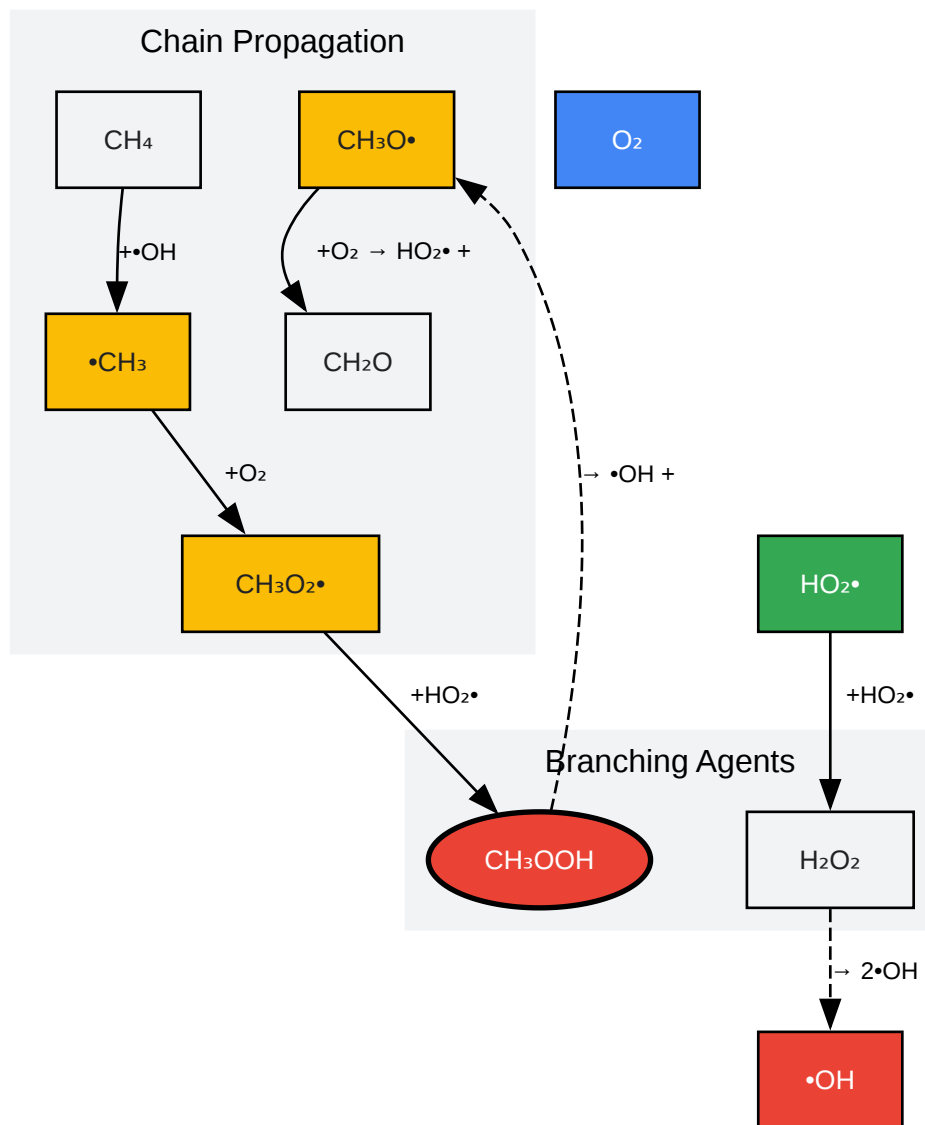 Chain Propagation
CH₄
CH₃O•
O₂
+•OH
+O₂ → HO₂• +
•CH₃
CH₂O
+O₂
→ •OH +
CH₃O₂•
HO₂•
+HO₂•
+HO₂•
Branching Agents
CH₃OOH
H₂O₂
→ 2•OH
•OH